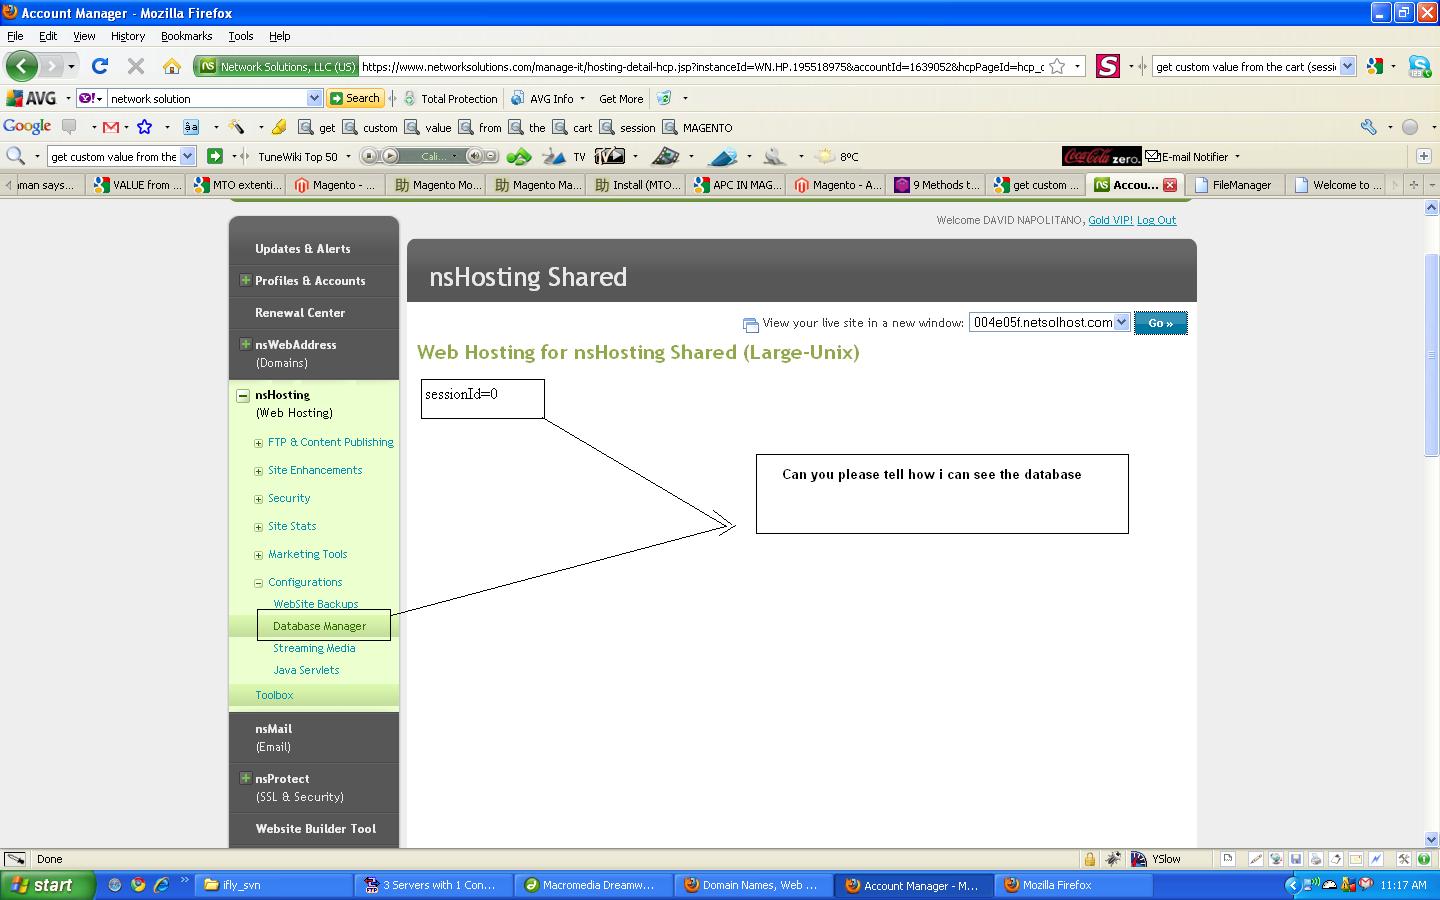 Account Manager - Mozilla Firefox
File Edit View History Bookmarks Tools Help
Network Solutions, LLC (US) https://www.networksolutions.com/manage-it/hosting-detail-hcp.jsp?instanceId=WN.HP.195518975&accountId=1639052&hcpPageId=hcp_c S get custom value from the cart (sessi
AVG Y! network solution Search Total Protection AVG Info Get More
Google get custom value from the cart session MAGENTO
get custom value from the TuneWiki Top 50 Cali... TV Coca-Cola zero. E-mail Notifier
8ºC
man says... VALUE from ... MTO extenti... Magento - ... Magento Mo... Magento Ma... Install (MTO... APC IN MAG... Magento - A... 9 Methods t... get custom ... Accou... FileManager Welcome to ...
Welcome DAVID NAPOLITANO, Gold VIP! Log Out
Updates & Alerts
Profiles & Accounts
Renewal Center
nsWebAddress
(Domains)
nsHosting
(Web Hosting)
FTP & Content Publishing
Site Enhancements
Security
Site Stats
Marketing Tools
Configurations
WebSite Backups
Database Manager
Streaming Media
Java Servlets
Toolbox
nsMail
(Email)
nsProtect
(SSL & Security)
Website Builder Tool
nsHosting Shared
View your live site in a new window: 004e05f.netsolhost.com Go »
Web Hosting for nsHosting Shared (Large-Unix)
sessionId=0
Can you please tell how i can see the database
Done YSlow
start ifly_svn 3 Servers with 1 Con... Macromedia Dreamw... Domain Names, Web ... Account Manager - M... Mozilla Firefox 11:17 AM